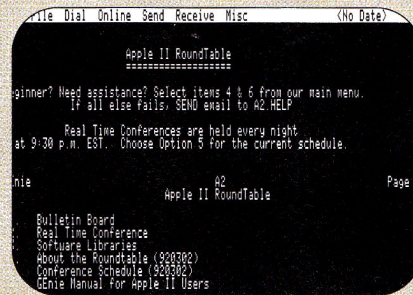 File Dial Online Send Receive Misc <No Date>
Apple II RoundTable
===================
ginner? Need assistance? Select items 4 & 6 from our main menu.
If all else fails, SEND email to A2.HELP
Real Time Conferences are held every night
at 9:30 p.m. EST. Choose Option 5 for the current schedule.
nie A2 Page
Apple II RoundTable
. Bulletin Board
. Real Time Conference
. Software Libraries
. About the Roundtable (920302)
. Conference Schedule (920302)
GEnie Manual for Apple II Users